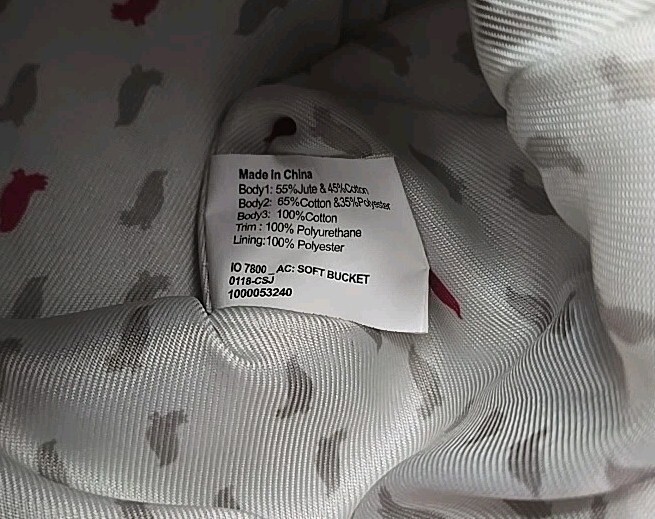 Made In China
Body1: 55%Jute & 45%Cotton
Body2: 65%Cotton &35%Polyester
Body3: 100%Cotton
Trim : 100% Polyurethane
Lining:100% Polyester
IO 7800 _ AC: SOFT BUCKET
0118-CSJ
1000053240